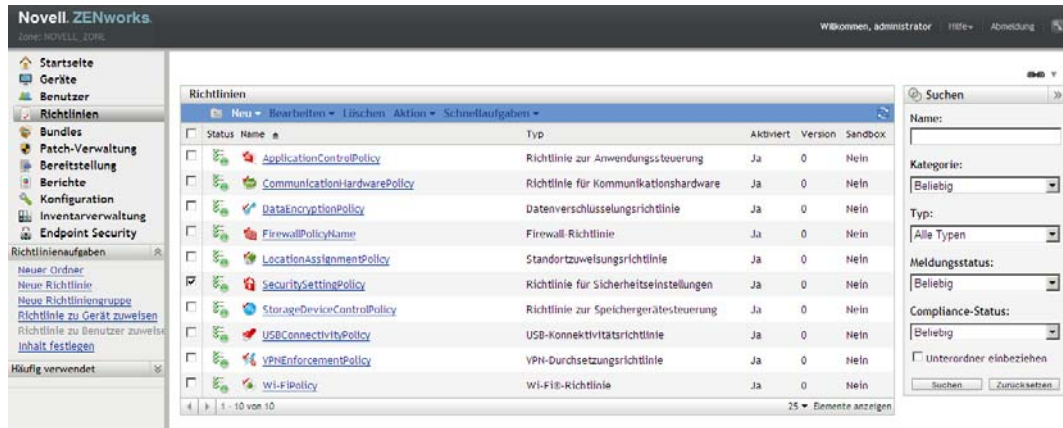 Novell. ZENworks.
Zone: NOVELL_ZONE
Willkommen, administrator Hilfe Abmeldung
Startseite
Geräte
Benutzer
Richtlinien
Bundles
Patch-Verwaltung
Bereitstellung
Berichte
Konfiguration
Inventarverwaltung
Endpoint Security
Richtlinienaufgaben
Neuer Ordner
Neue Richtlinie
Neue Richtliniengruppe
Richtlinie zu Gerät zuweisen
Richtlinie zu Benutzer zuweise
Inhalt festlegen
Häufig verwendet
Richtlinien
Neu Bearbeiten Löschen Aktion Schnellaufgaben
Status Name Typ Aktiviert Version Sandbox
ApplicationControlPolicy Richtlinie zur Anwendungssteuerung Ja 0 Nein
CommunicationHardwarePolicy Richtlinie für Kommunikationshardware Ja 0 Nein
DataEncryptionPolicy Datenverschlüsselungsrichtlinie Ja 0 Nein
FirewallPolicyName Firewall-Richtlinie Ja 0 Nein
LocationAssignmentPolicy Standortzuweisungsrichtlinie Ja 0 Nein
SecuritySettingPolicy Richtlinie für Sicherheitseinstellungen Ja 0 Nein
StorageDeviceControlPolicy Richtlinie zur Speichergerätesteuerung Ja 0 Nein
USBConnectivityPolicy USB-Konnektivitätsrichtlinie Ja 0 Nein
VPNEnforcementPolicy VPN-Durchsetzungsrichtlinie Ja 0 Nein
Wi-FiPolicy Wi-Fi®-Richtlinie Ja 0 Nein
1 - 10 von 10 25 Elemente anzeigen
Suchen
Name:
Kategorie:
Beliebig
Typ:
Alle Typen
Meldungsstatus:
Beliebig
Compliance-Status:
Beliebig
Unterordner einbeziehen
Suchen Zurücksetzen